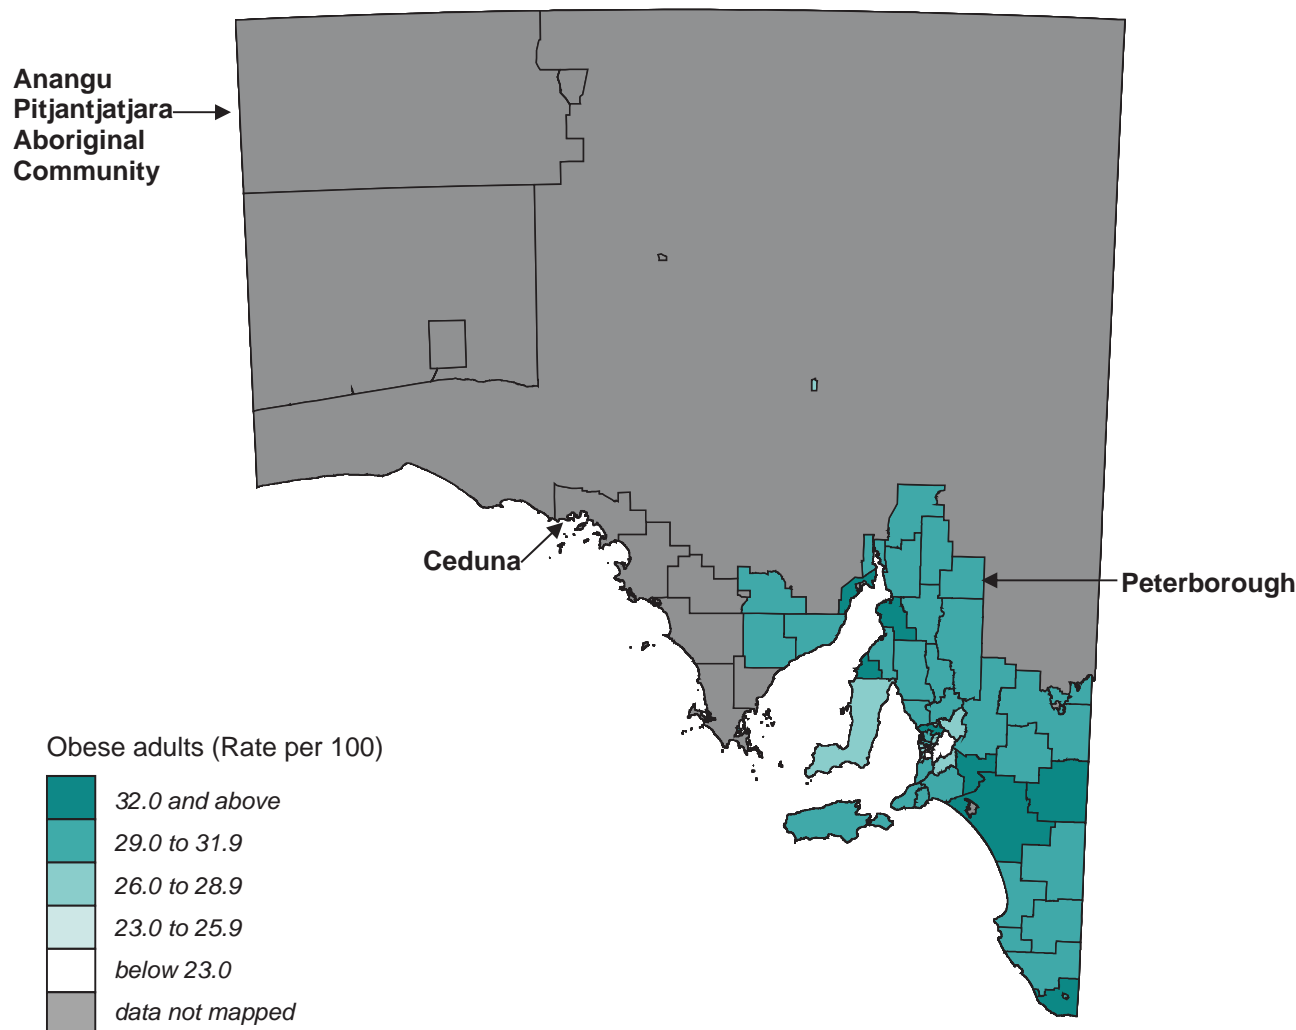 Anangu
Pitjantjatjara
Aboriginal
Community
Ceduna
Peterborough
Obese adults (Rate per 100)
32.0 and above
29.0 to 31.9
26.0 to 28.9
23.0 to 25.9
below 23.0
data not mapped